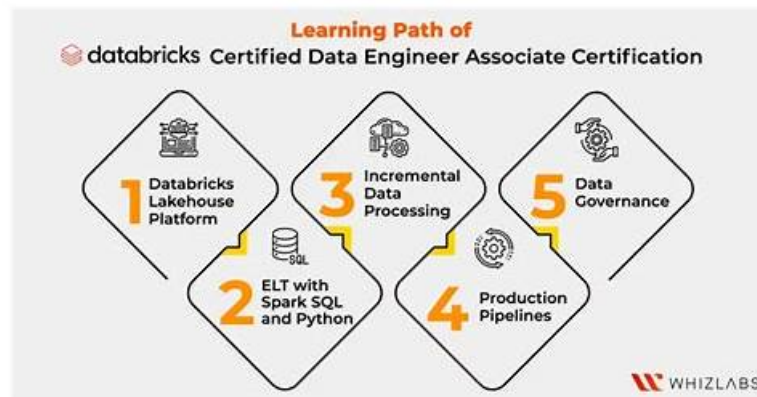 Learning Path of
databricks Certified Data Engineer Associate Certification
1 Databricks
Lakehouse
Platform
2 ELT with
Spark SQL
and Python
SQL
3 Incremental
Data
Processing
4 Production
Pipelines
5 Data
Governance
WHIZLABS